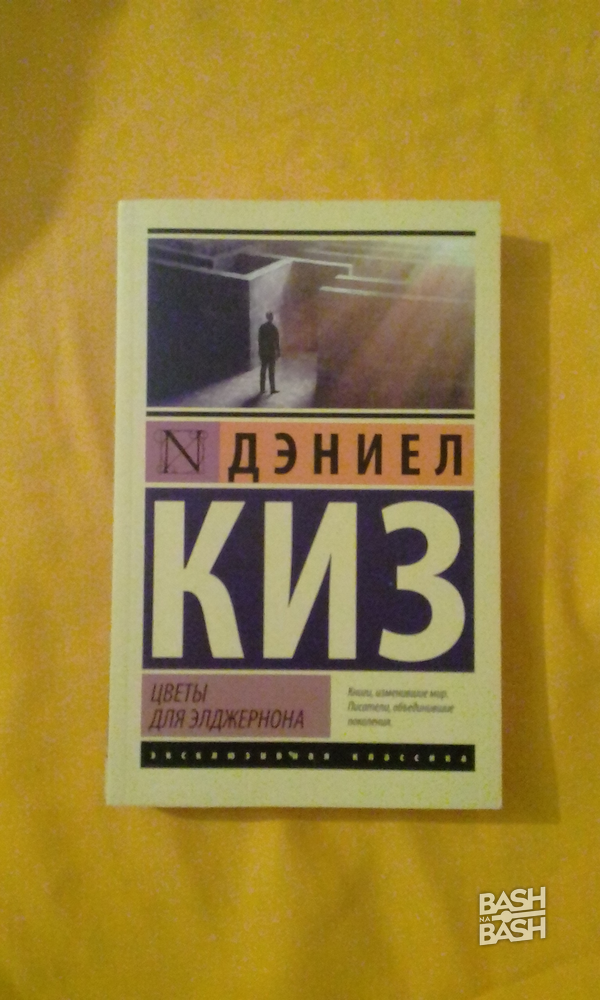 N ДЭНИЕЛ
КИЗ
ЦВЕТЫ
ДЛЯ ЭЛДЖЕРНОНА
Книги, изменившие мир.
Писатели, объединившие
поколения.
ЭКСКЛЮЗИВНАЯ КЛАССИКА
BASH
NA
BASH